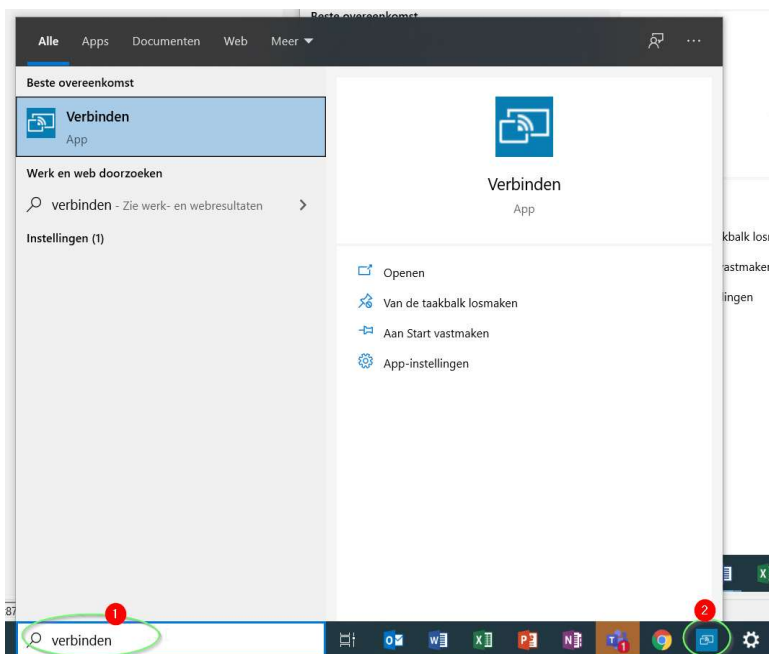 Beste overeenkomst
Alle Apps Documenten Web Meer
Beste overeenkomst
Verbinden
App
Werk en web doorzoeken
verbinden - Zie werk- en webresultaten
Instellingen (1)
Verbinden
App
Openen
Van de taakbalk losmaken
Aan Start vastmaken
App-instellingen
kbalk los
vastmake
ingen
87
1
2
verbinden